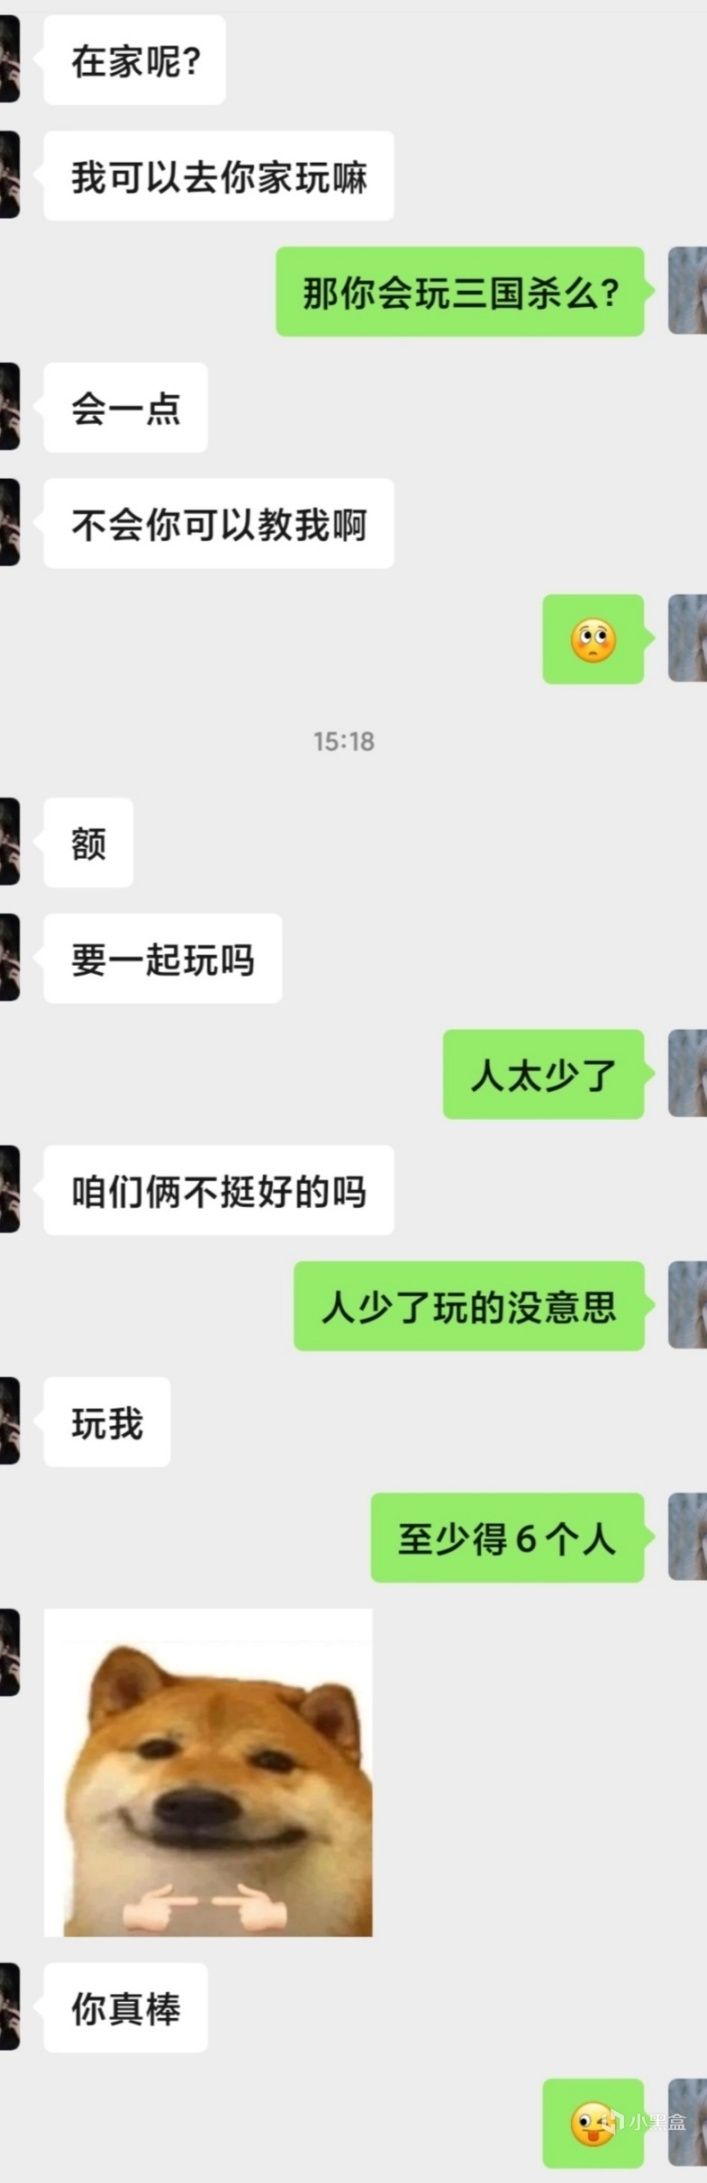 在家呢?
我可以去你家玩嘛
那你会玩三国杀么?
会一点
不会你可以教我啊
15:18
额
要一起玩吗
人太少了
咱们俩不挺好的吗
人少了玩的没意思
玩我
至少得6个人
你真棒
小黑盒